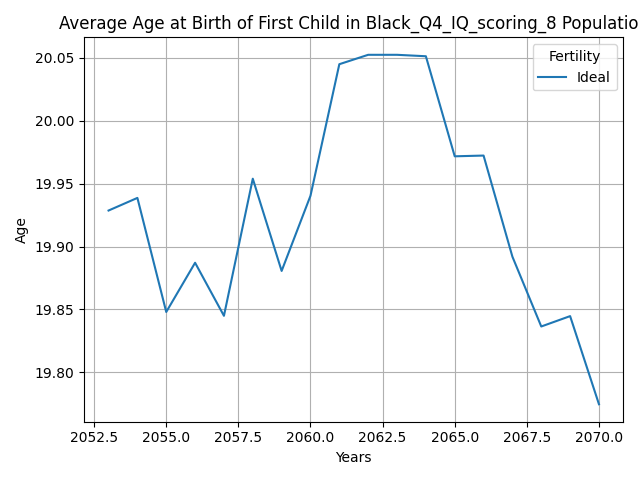 Average Age at Birth of First Child in Black_Q4_IQ_scoring_8 Populatio
Fertility
Ideal
20.05
20.00
19.95
19.90
19.85
19.80
Age
2052.5 2055.0 2057.5 2060.0 2062.5 2065.0 2067.5 2070.0
Years